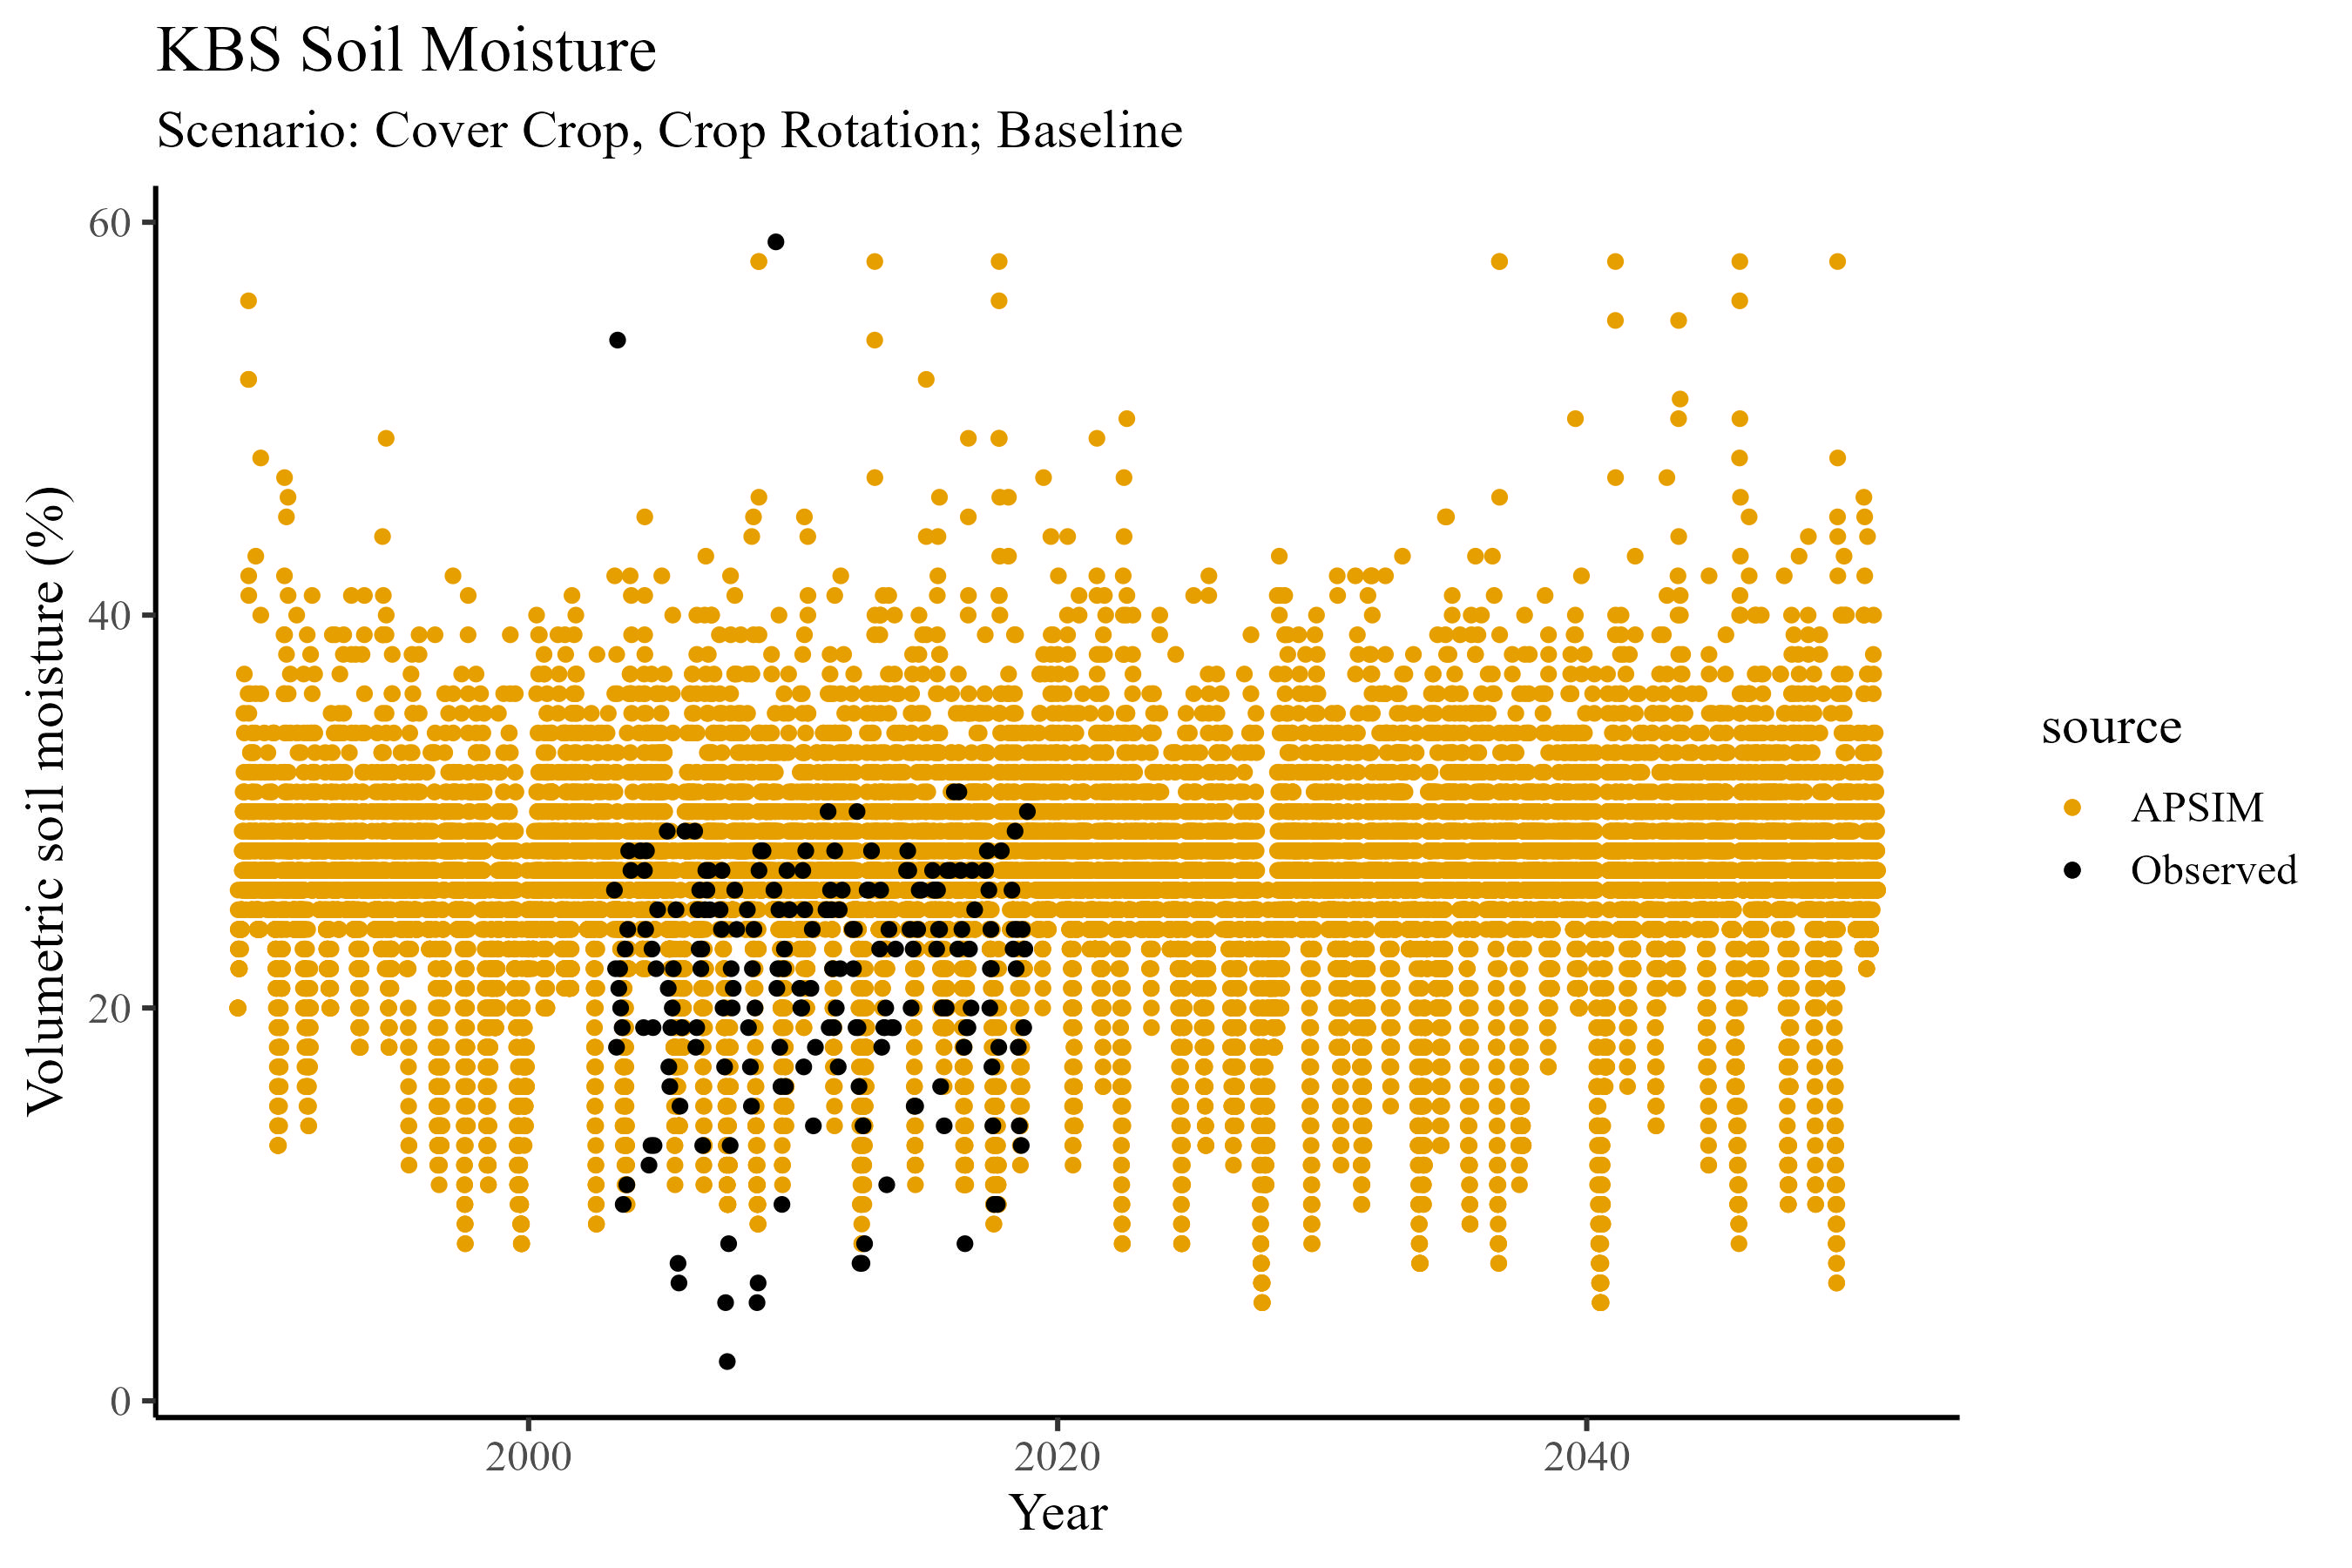 KBS Soil Moisture
Scenario: Cover Crop, Crop Rotation; Baseline
Volumetric soil moisture (%)
60
40
20
0
2000
2020
2040
Year
source
APSIM
Observed